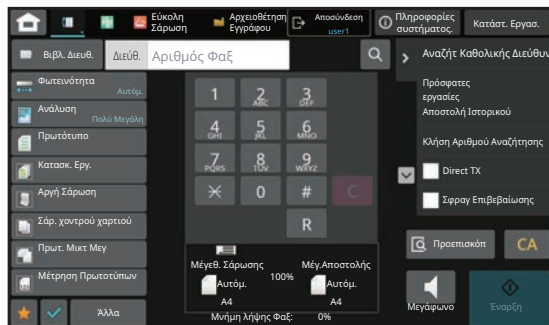 Εύκολη Σάρωση
Αρχειοθέτηση Εγγράφου
Αποσύνδεση
user1
Πληροφορίες συστήματος.
Κατάστ. Εργασ.
Βιβλ. Διευθ.
Διεύθ.
Αριθμός Φαξ
Αναζήτ Καθολικής Διεύθυν
Φωτεινότητα
Αυτόμ.
Ανάλυση
Πολύ Μεγάλη
Πρωτότυπο
Κατασκ. Εργ.
Αργή Σάρωση
Σάρ. χοντρού χαρτιού
Πρωτ. Μικτ Μεγ
Μέτρηση Πρωτοτύπων
Άλλα
1
2 ABC
3 DEF
4 GHI
5 JKL
6 MNO
7 PQRS
8 TUV
9 WXYZ
0
#
C
R
Μέγεθ. Σάρωσης
Μέγ.Αποστολής
Αυτόμ.
100%
Αυτόμ.
A4
A4
Μνήμη λήψης Φαξ: 0%
Πρόσφατες
εργασίες
Αποστολή Ιστορικού
Κλήση Αριθμού Αναζήτησης
Direct TX
Σφραγ Επιβεβαίωσης
Προεπισκόπ
CA
Μεγάφωνο
Έναρξη